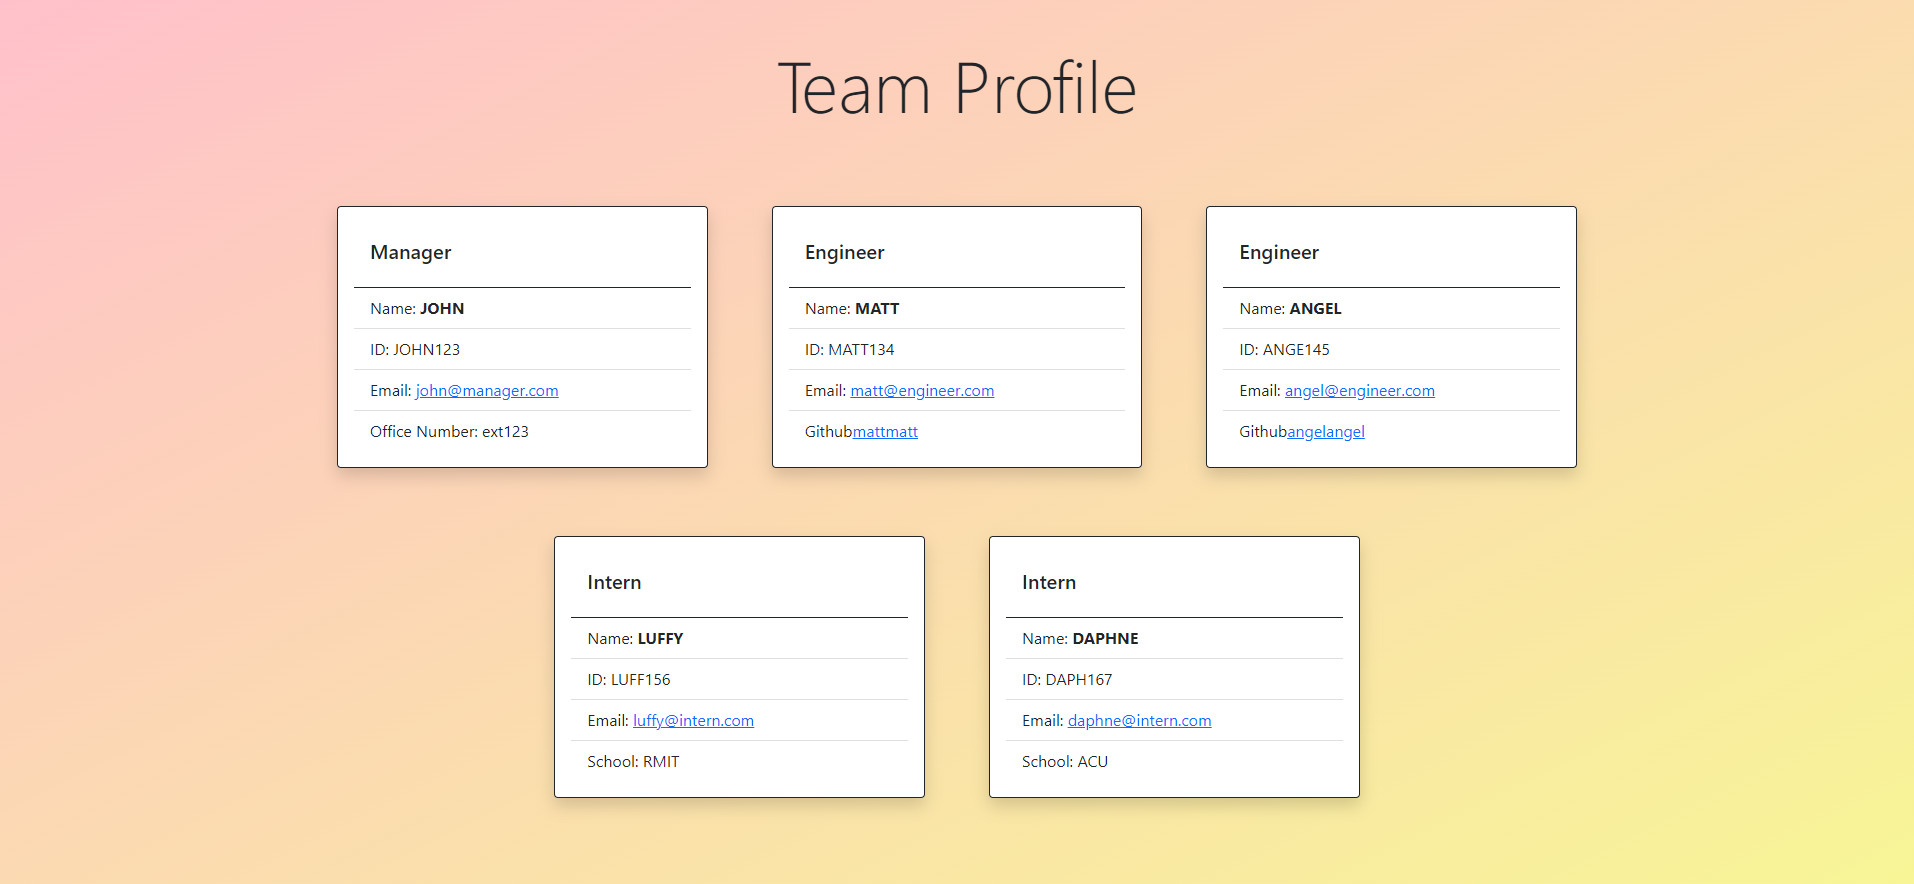 Team Profile
Manager
Name: JOHN
ID: JOHN123
Email: john@manager.com
Office Number: ext123
Engineer
Name: MATT
ID: MATT134
Email: matt@engineer.com
Githubmattmatt
Engineer
Name: ANGEL
ID: ANGE145
Email: angel@engineer.com
Githubangelangel
Intern
Name: LUFFY
ID: LUFF156
Email: luffy@intern.com
School: RMIT
Intern
Name: DAPHNE
ID: DAPH167
Email: daphne@intern.com
School: ACU